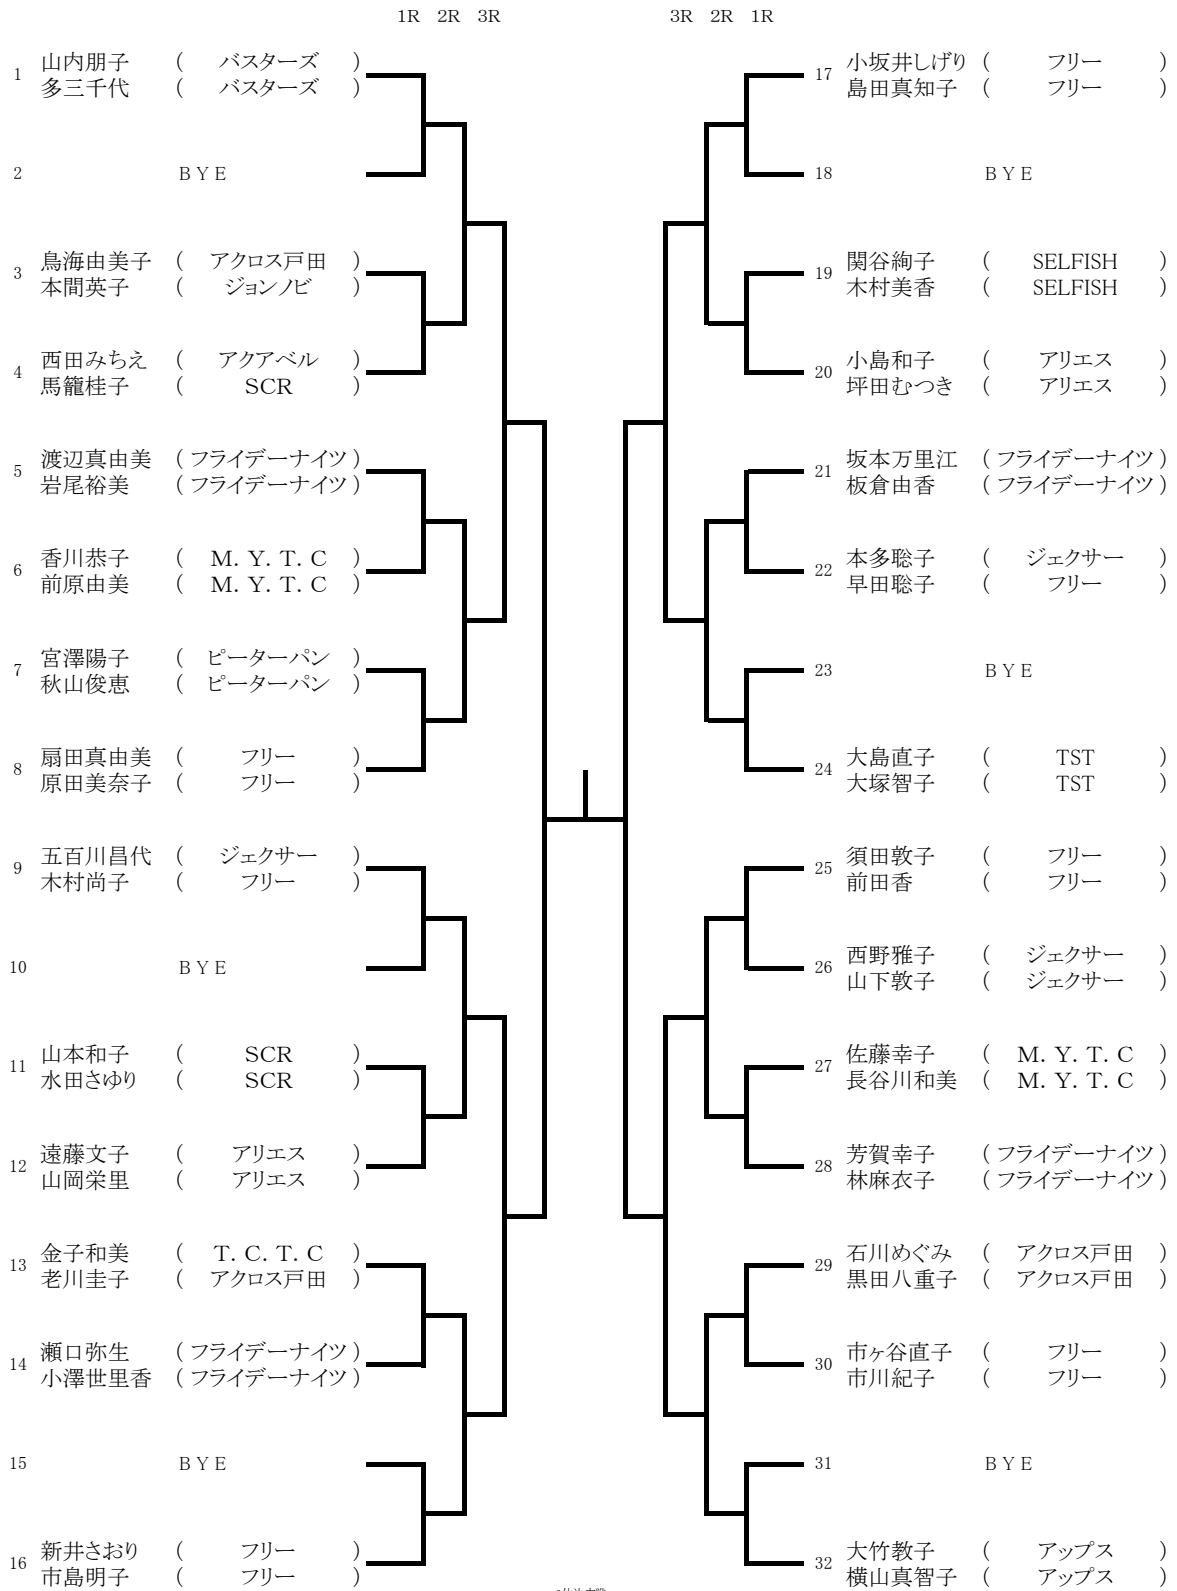 1R 2R 3R
1 山内朋子 ( バスターズ )
多三千代 ( バスターズ )
2 BYE
3 鳥海由美子 ( アクロス戸田 )
本間英子 ( ジョンノビ )
4 西田みちえ ( アクアベル )
馬籠桂子 ( SCR )
5 渡辺真由美 ( フライデーナイツ )
岩尾裕美 ( フライデーナイツ )
6 香川恭子 ( M.Y.T.C )
前原由美 ( M.Y.T.C )
7 宮澤陽子 ( ピーターパン )
秋山俊恵 ( ピーターパン )
8 扇田真由美 ( フリー )
原田美奈子 ( フリー )
9 五百川昌代 ( ジェクサー )
木村尚子 ( フリー )
10 BYE
11 山本和子 ( SCR )
水田さゆり ( SCR )
12 遠藤文子 ( アリエス )
山岡栄里 ( アリエス )
13 金子和美 ( T.C.T.C )
老川圭子 ( アクロス戸田 )
14 瀬口弥生 ( フライデーナイツ )
小澤世里香 ( フライデーナイツ )
15 BYE
16 新井さおり ( フリー )
市島明子 ( フリー )
3R 2R 1R
17 小坂井しげり ( フリー )
島田真知子 ( フリー )
18 BYE
19 関谷絢子 ( SELFISH )
木村美香 ( SELFISH )
20 小島和子 ( アリエス )
坪田むつき ( アリエス )
21 坂本万里江 ( フライデーナイツ )
板倉由香 ( フライデーナイツ )
22 本多聡子 ( ジェクサー )
早田聡子 ( フリー )
23 BYE
24 大島直子 ( TST )
大塚智子 ( TST )
25 須田敦子 ( フリー )
前田香 ( フリー )
26 西野雅子 ( ジェクサー )
山下敦子 ( ジェクサー )
27 佐藤幸子 ( M.Y.T.C )
長谷川和美 ( M.Y.T.C )
28 芳賀幸子 ( フライデーナイツ )
林麻衣子 ( フライデーナイツ )
29 石川めぐみ ( アクロス戸田 )
黒田八重子 ( アクロス戸田 )
30 市ヶ谷直子 ( フリー )
市川紀子 ( フリー )
31 BYE
32 大竹教子 ( アップス )
横山真智子 ( アップス )